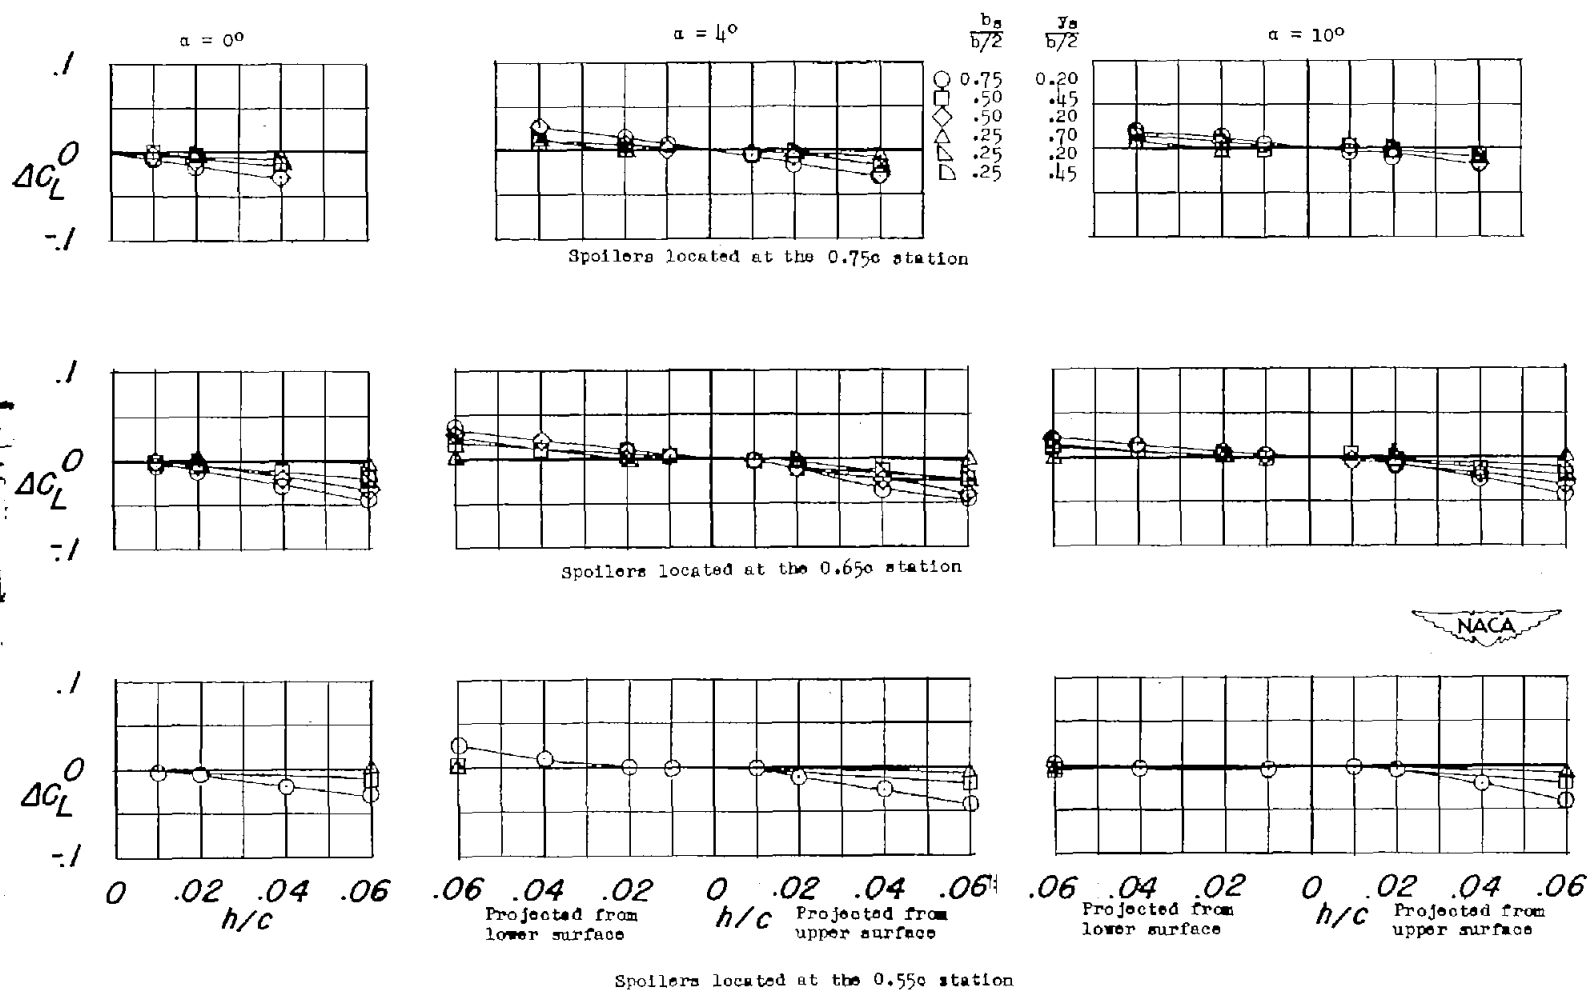 α = 0°
α = 4°
b_s/b/2
y_s/b/2
α = 10°
0.75 0.20
.50 .45
.50 .20
.25 .70
.25 .20
.25 .45
.1
0
-.1
ΔC_L
Spoilers located at the 0.75c station
.1
0
-.1
ΔC_L
Spoilers located at the 0.65c station
NACA
.1
0
-.1
ΔC_L
0 .02 .04 .06
h/c
.06 .04 .02 0 .02 .04 .06
Projected from lower surface
h/c
Projected from upper surface
.06 .04 .02 0 .02 .04 .06
Projected from lower surface
h/c
Projected from upper surface
Spoilers located at the 0.55c station